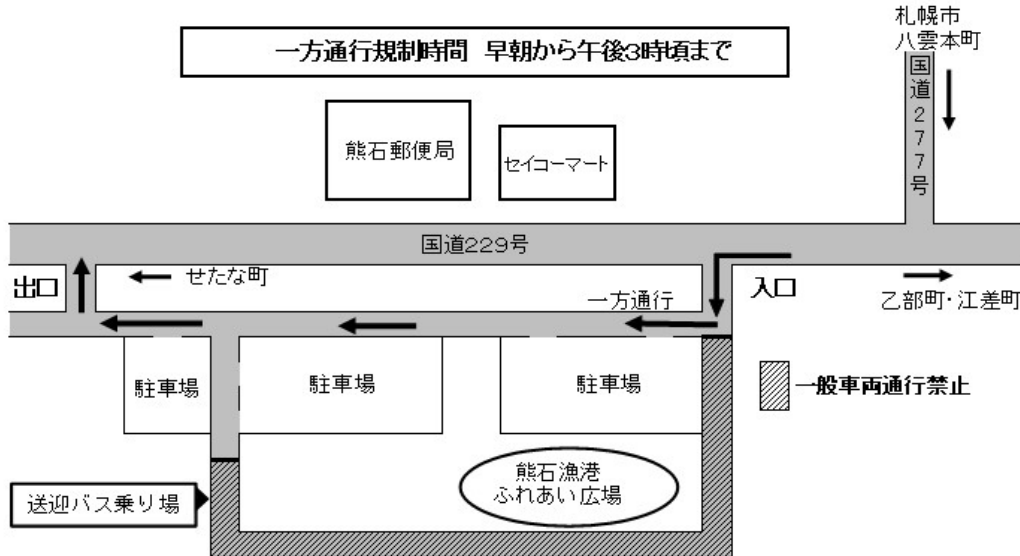 札幌市
八雲本町
一方通行規制時間 早朝から午後3時頃まで
国道277号
熊石郵便局
セイコーマート
国道229号
出口
せたな町
一方通行
入口
乙部町・江差町
駐車場
駐車場
駐車場
一般車両通行禁止
熊石漁港
ふれあい広場
送迎バス乗り場